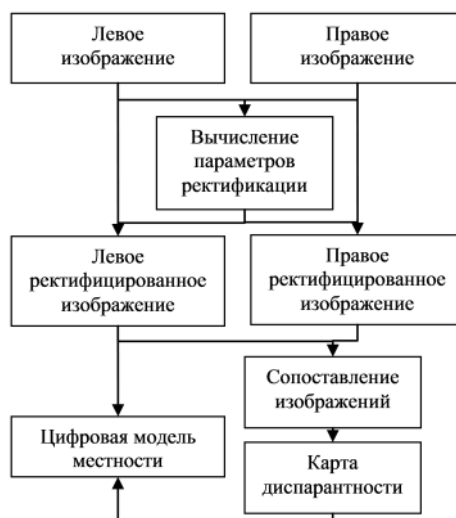 Левое
изображение
Правое
изображение
Вычисление
параметров
ректификации
Левое
ректифицированное
изображение
Правое
ректифицированное
изображение
Сопоставление
изображений
Цифровая модель
местности
Карта
диспарантности